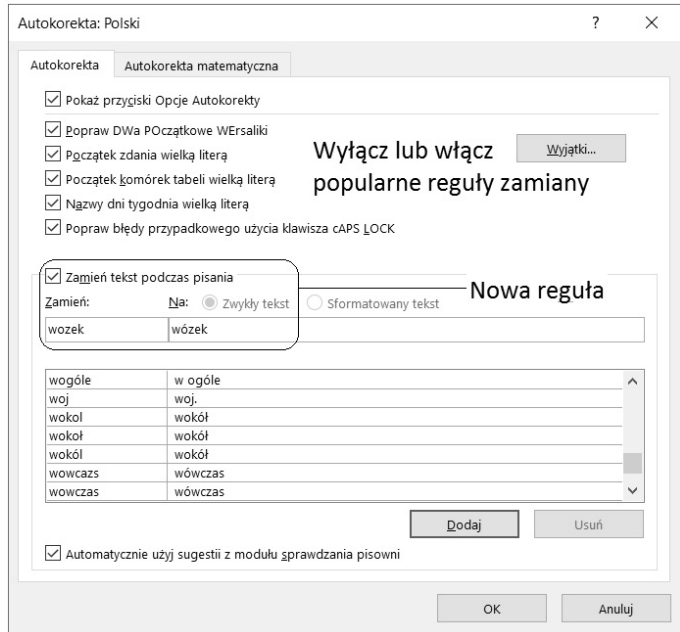 Autokorekta: Polski ? ×
Autokorekta Autokorekta matematyczna
Pokaż przyciski Opcje Autokorekty
Popraw DWa POczątkowe WErsaliki
Początek zdania wielką literą
Początek komórek tabeli wielką literą
Nazwy dni tygodnia wielką literą
Popraw błędy przypadkowego użycia klawisza cAPS LOCK
Wyłącz lub włącz
popularne reguły zamiany
Wyjątki...
Zamień tekst podczas pisania
Nowa reguła
Zamień: Na: Zwykły tekst Sformatowany tekst
wozek wózek
wogóle w ogóle
woj woj.
wokol wokół
wokoł wokół
wokól wokół
wowcazs wówczas
wowczas wówczas
Dodaj Usuń
Automatycznie użyj sugestii z modułu sprawdzania pisowni
OK Anuluj